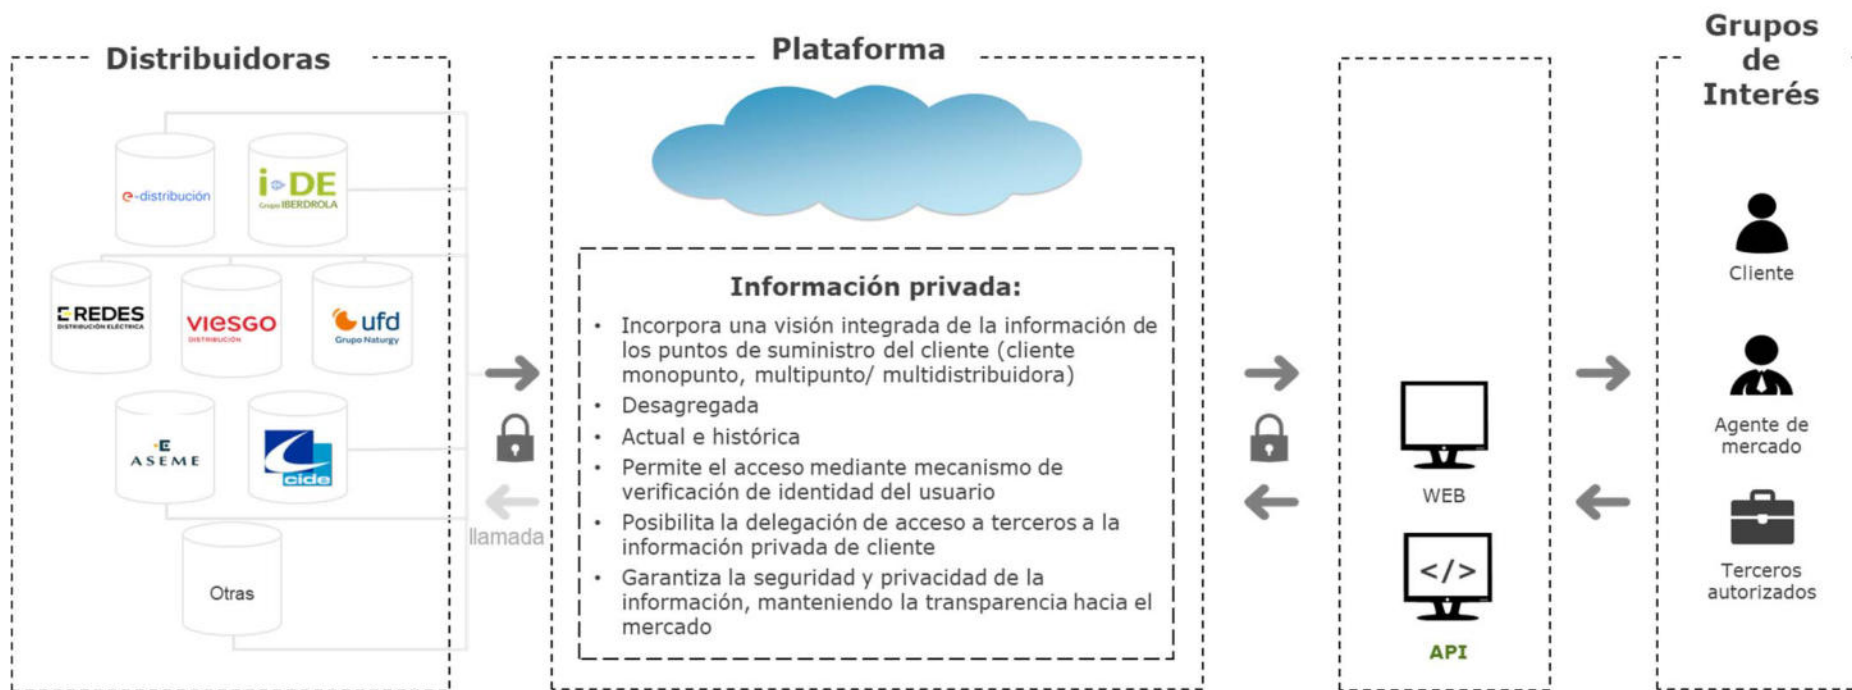 Distribuidoras
e-distribución
i-DE
Grupo IBERDROLA
E-REDES
DISTRIBUCIÓN ELÉCTRICA
viesgo
DISTRIBUCIÓN
ufd
Grupo Naturgy
ASEME
cide
Otras
llamada
Plataforma
Información privada:
• Incorpora una visión integrada de la información de
los puntos de suministro del cliente (cliente
monopunto, multipunto/ multidistribuidora)
• Desagregada
• Actual e histórica
• Permite el acceso mediante mecanismo de
verificación de identidad del usuario
• Posibilita la delegación de acceso a terceros a la
información privada de cliente
• Garantiza la seguridad y privacidad de la
información, manteniendo la transparencia hacia el
mercado
WEB
</>
API
Grupos
de
Interés
Cliente
Agente de
mercado
Terceros
autorizados